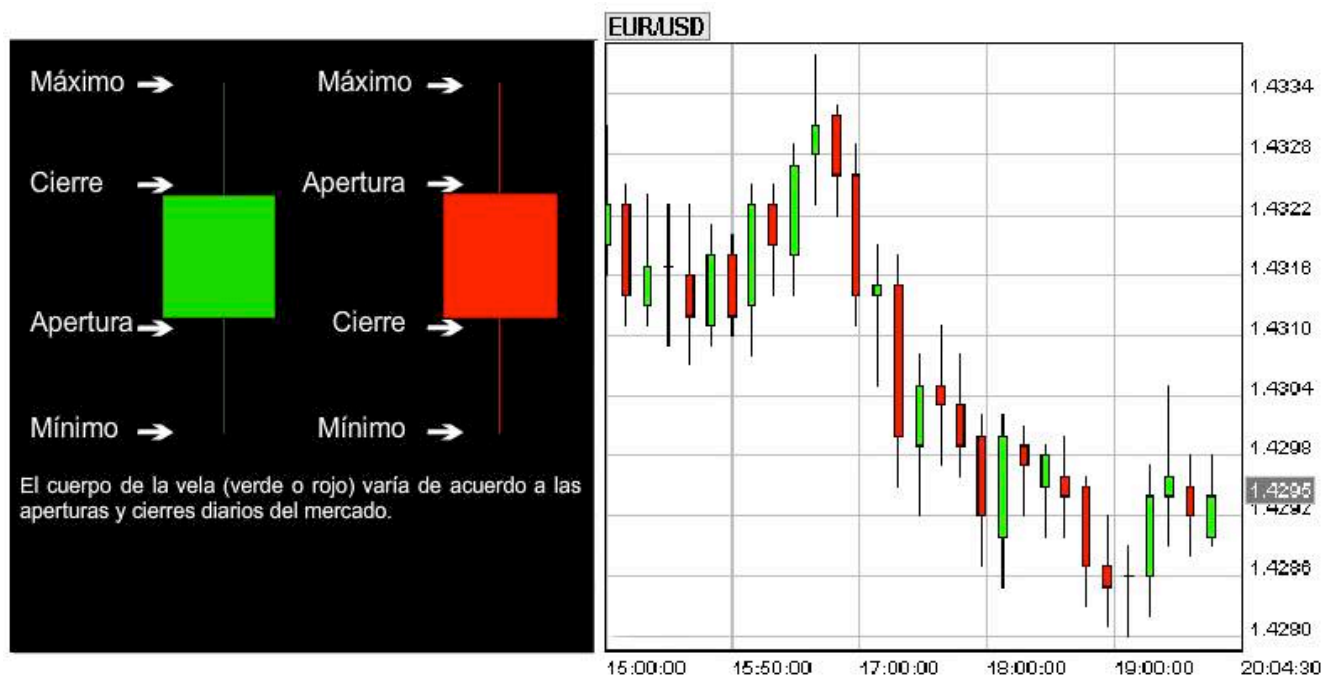 EUR/USD
Máximo
Máximo
Cierre
Apertura
Apertura
Cierre
Mínimo
Mínimo
El cuerpo de la vela (verde o rojo) varía de acuerdo a las
aperturas y cierres diarios del mercado.
1.4334
1.4328
1.4322
1.4316
1.4310
1.4304
1.4298
1.4295
1.4292
1.4286
1.4280
15:00:00 15:50:00 17:00:00 18:00:00 19:00:00 20:04:30